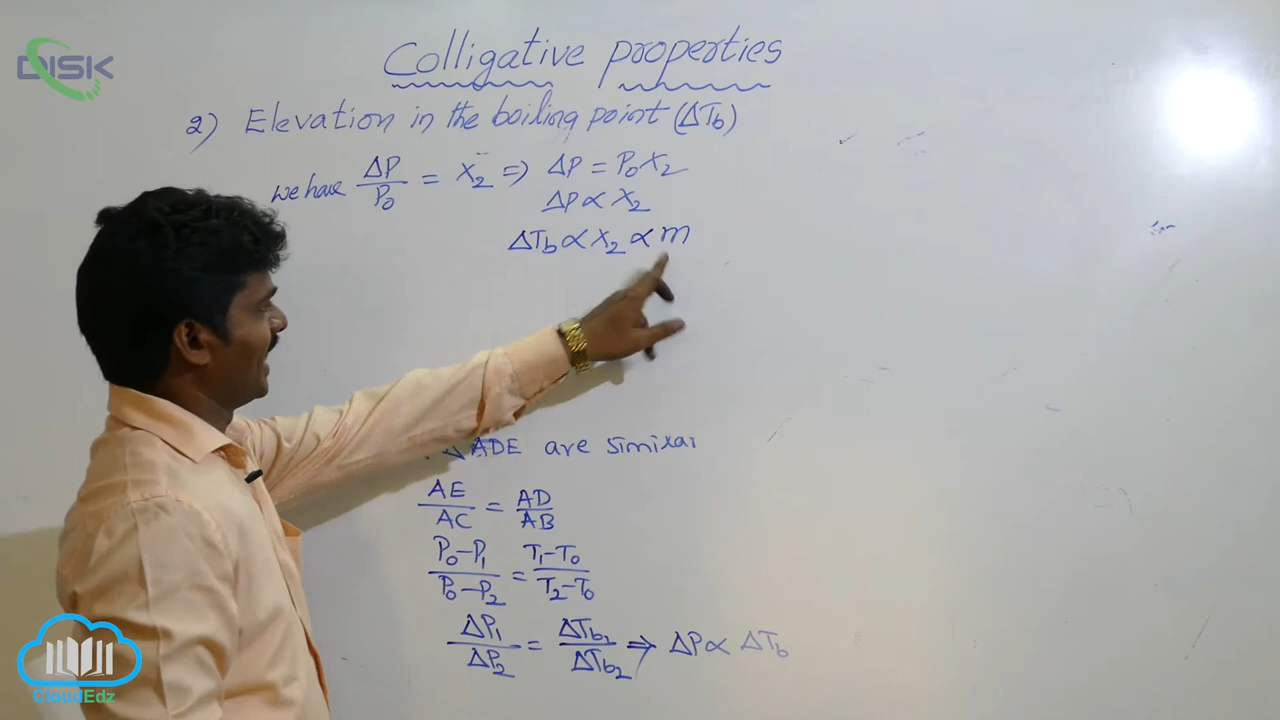 DISK
Colligative properties
2) Elevation in the boiling point (ΔTb)
We have ΔP/P₀ = X₂ ⇒ ΔP = P₀X₂
ΔP ∝ X₂
ΔTb ∝ X₂ ∝ m
ADE are similar
AE/AC = AD/AB
P₀-P₁/P₀-P₂ = T₁-T₀/T₂-T₀
ΔP₁/ΔP₂ = ΔTb₁/ΔTb₂ ⇒ ΔP ∝ ΔTb
CloudEdz